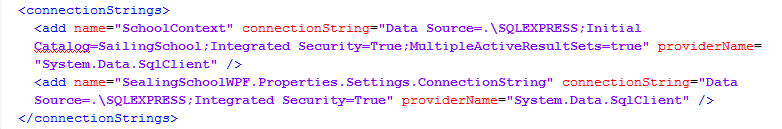 <connectionStrings>
<add name="SchoolContext" connectionString="Data Source=.\SQLEXPRESS;Initial
Catalog=SailingSchool;Integrated Security=True;MultipleActiveResultSets=true" providerName=
"System.Data.SqlClient" />
<add name="SealingSchoolWPF.Properties.Settings.ConnectionString" connectionString="Data
Source=.\SQLEXPRESS;Integrated Security=True" providerName="System.Data.SqlClient" />
</connectionStrings>